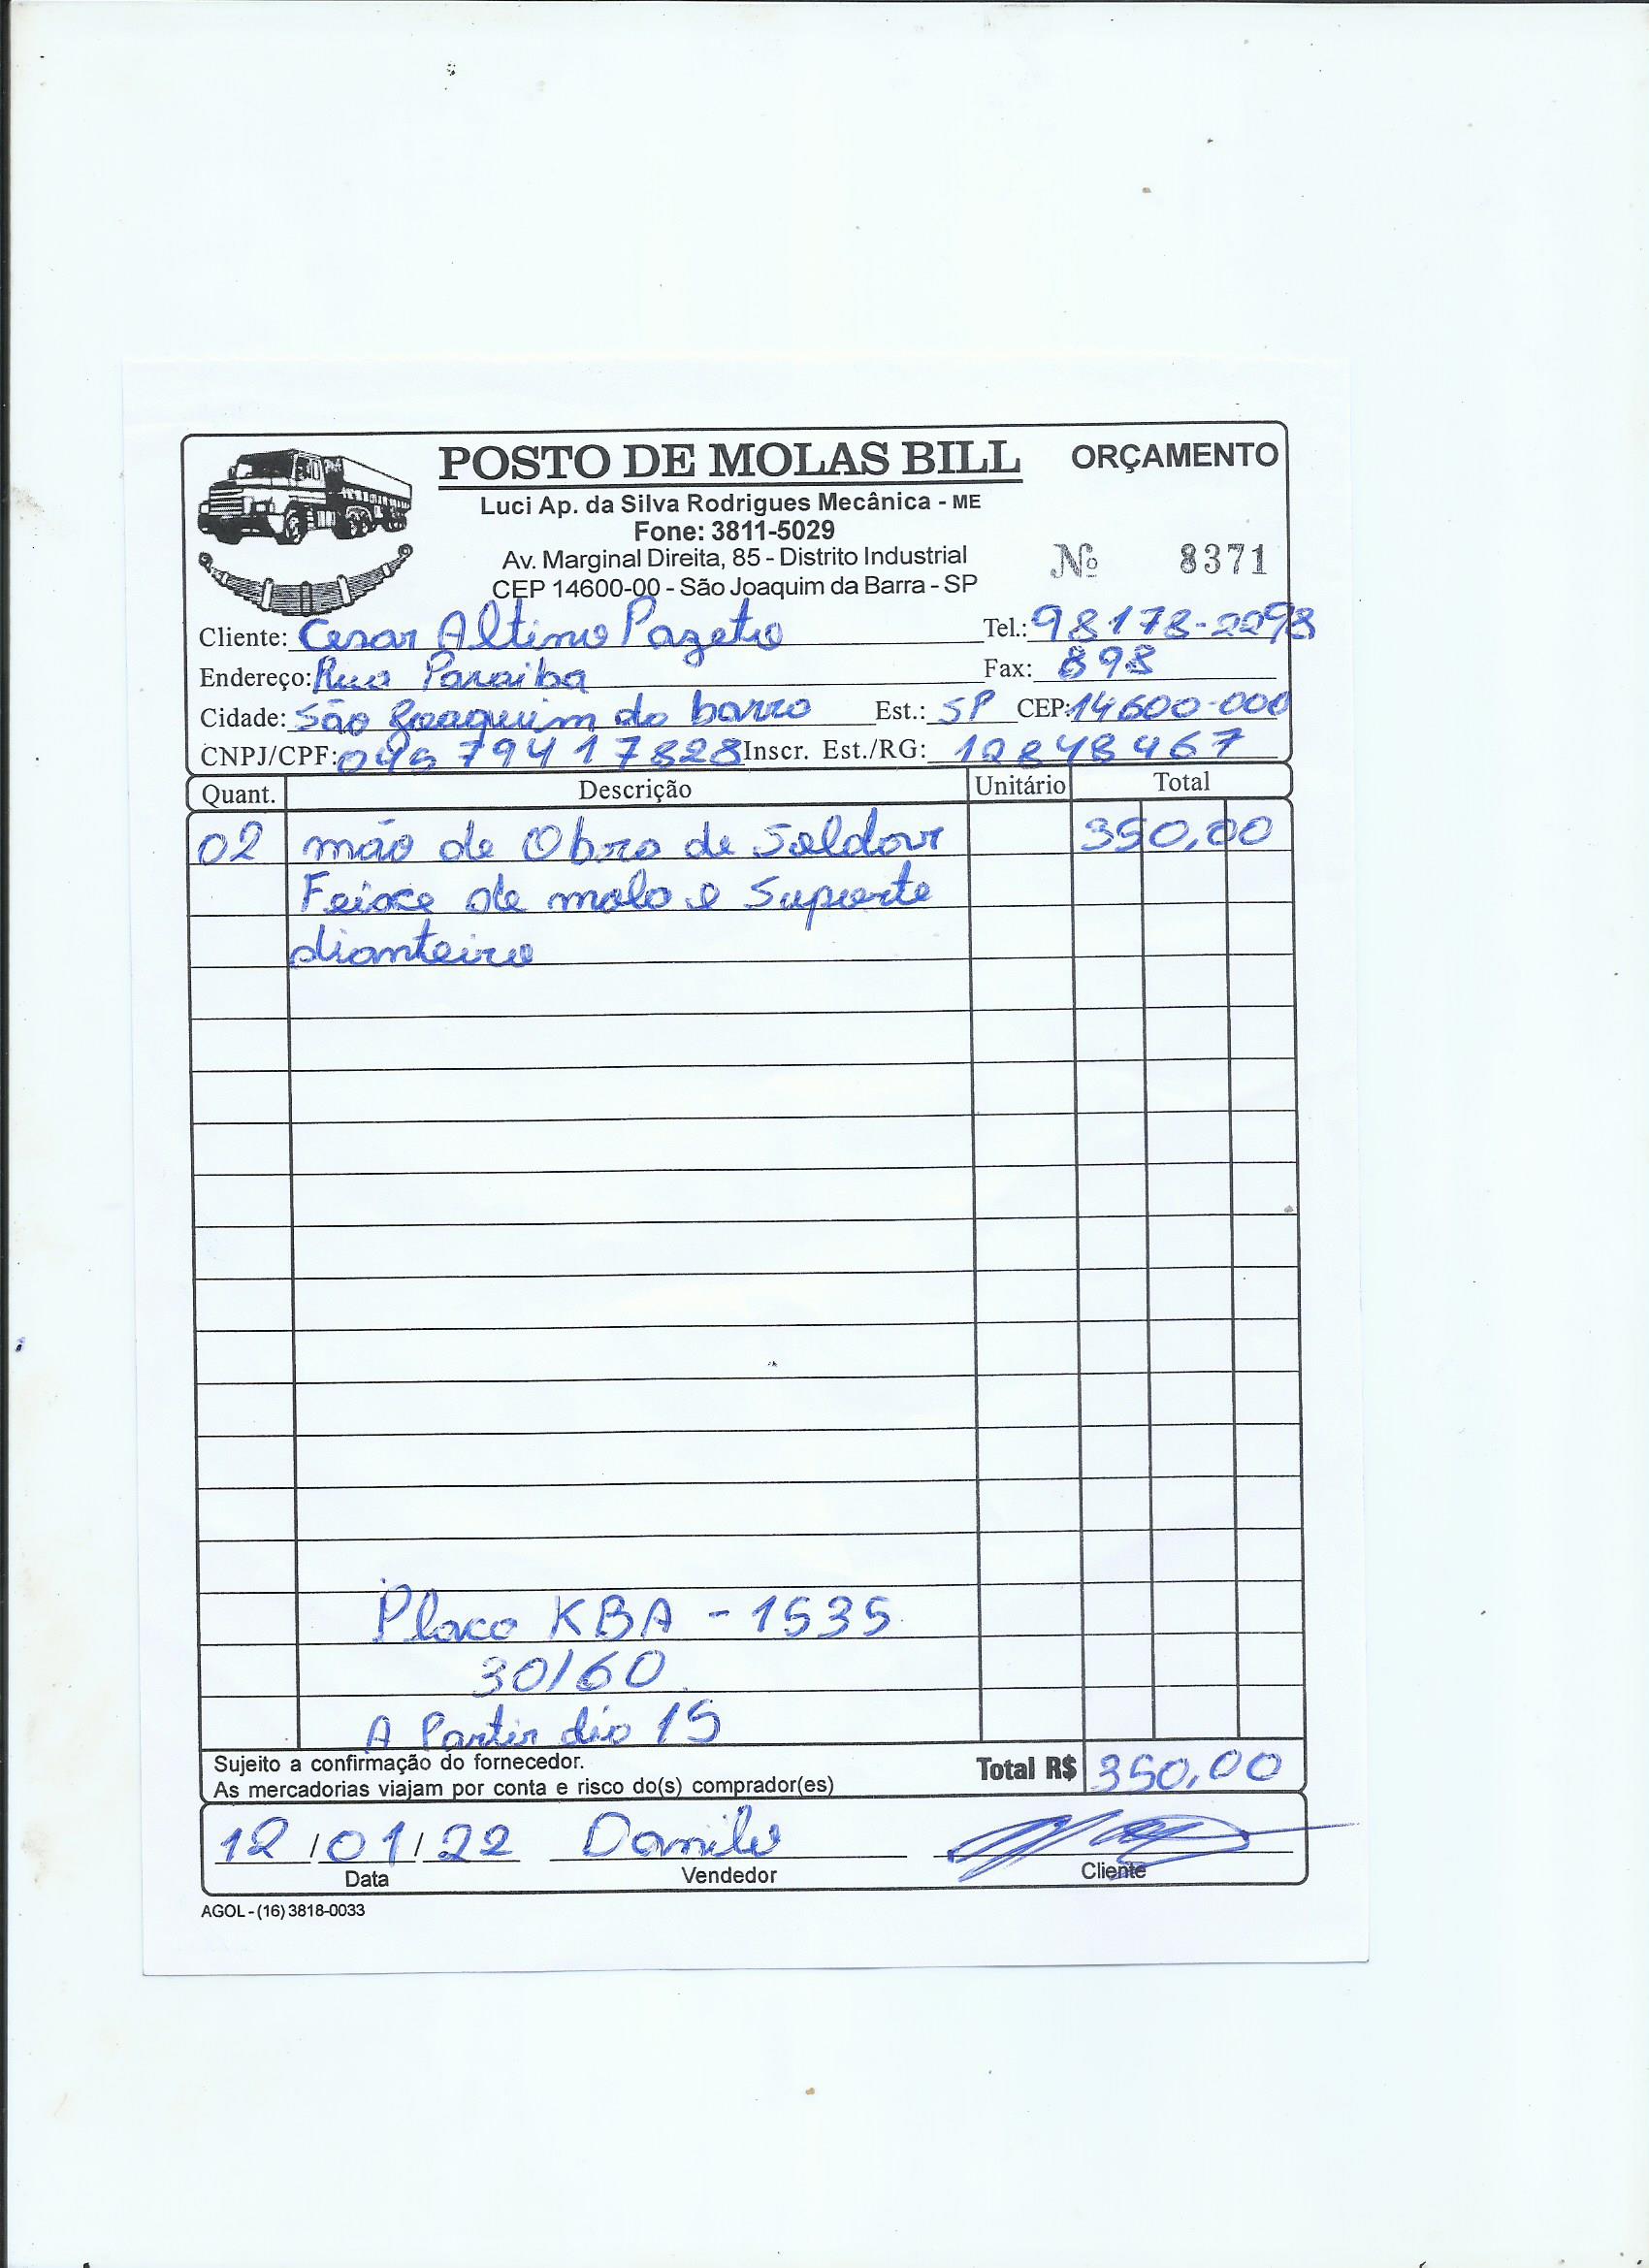 POSTO DE MOLAS BILL ORÇAMENTO
Luci Ap. da Silva Rodrigues Mecânica - ME
Fone: 3811-5029
Av. Marginal Direita, 85 - Distrito Industrial
Nº 8371
CEP 14600-00 - São Joaquim da Barra - SP
Cliente: Cesar Altimo Pazeto Tel.: 98178-2298
Endereço: Rua Paraiba Fax: 898
Cidade: São Joaquim da barra Est.: SP CEP: 14600-000
CNPJ/CPF: 04579417828 Inscr. Est./RG: 12848467
Quant. Descrição Unitário Total
02 mão de Obra de Soldar 350,00
Feixe de mola e Suporte
dianteiro
Placa KBA - 1535
30/60
A Partir dia 15
Sujeito a confirmação do fornecedor.
As mercadorias viajam por conta e risco do(s) comprador(es)
Total R$ 350,00
12/01/22 Danilo
Data Vendedor Cliente
AGOL - (16) 3818-0033